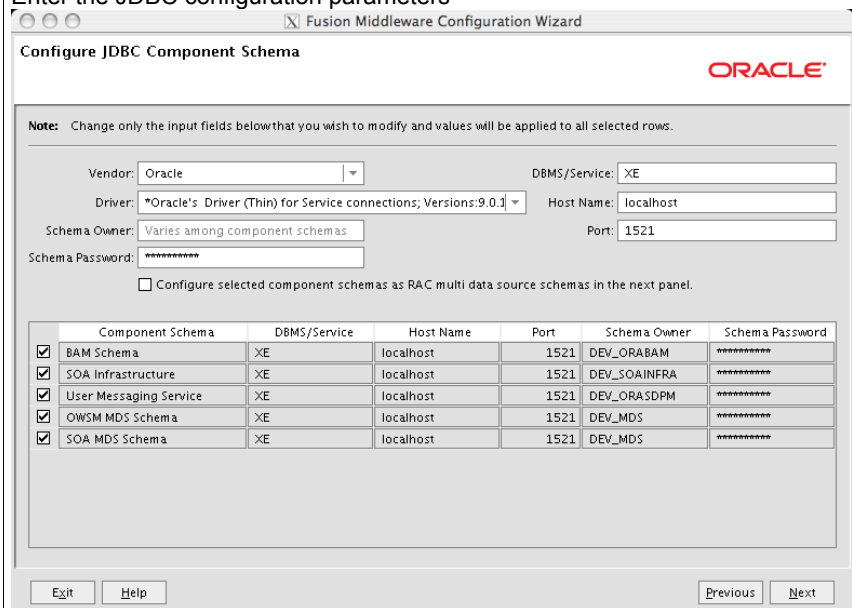 Enter the JDBC configuration parameters
X Fusion Middleware Configuration Wizard
Configure JDBC Component Schema
ORACLE
Note: Change only the input fields below that you wish to modify and values will be applied to all selected rows.
Vendor: Oracle DBMS/Service: XE
Driver: *Oracle's Driver (Thin) for Service connections; Versions:9.0.1 Host Name: localhost
Schema Owner: Varies among component schemas Port: 1521
Schema Password: **********
Configure selected component schemas as RAC multi data source schemas in the next panel.
Component Schema DBMS/Service Host Name Port Schema Owner Schema Password
BAM Schema XE localhost 1521 DEV_ORABAM **********
SOA Infrastructure XE localhost 1521 DEV_SOAINFRA **********
User Messaging Service XE localhost 1521 DEV_ORASDPM **********
OWSM MDS Schema XE localhost 1521 DEV_MDS **********
SOA MDS Schema XE localhost 1521 DEV_MDS **********
Exit Help Previous Next